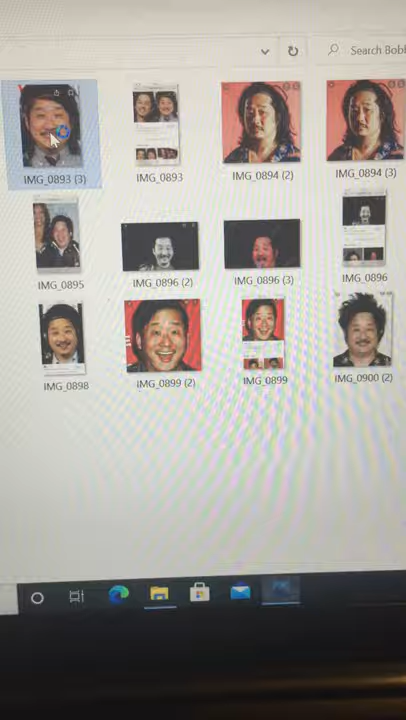 Search Bobb
IMG_0893 (3)
IMG_0893
IMG_0894 (2)
IMG_0894 (3)
IMG_0895
IMG_0896 (2)
IMG_0896 (3)
IMG_0896
IMG_0898
IMG_0899 (2)
IMG_0899
IMG_0900 (2)